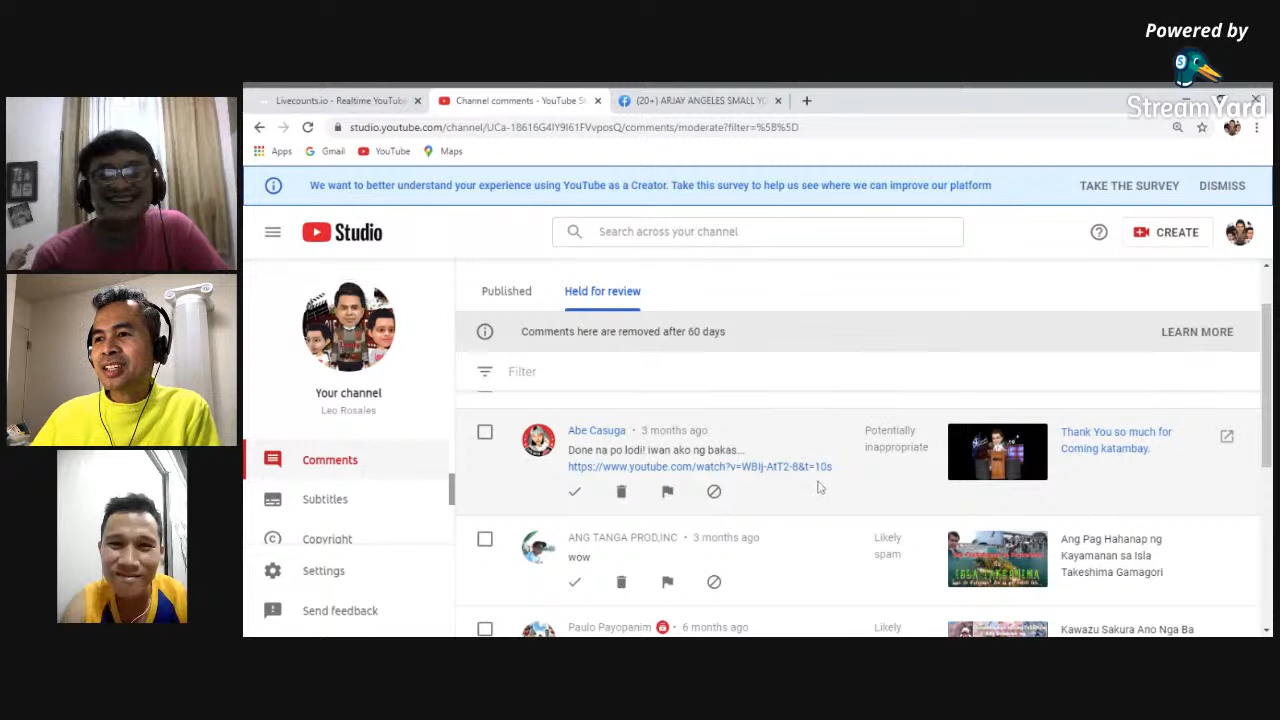 Powered by
StreamYard
Livecounts.io - Realtime YouTube
Channel comments - YouTube St
(20+) ARJAY ANGELES SMALL YO
studio.youtube.com/channel/UCa-18616G4IY9I61FVvposQ/comments/moderate?filter=%5B%5D
Apps
Gmail
YouTube
Maps
We want to better understand your experience using YouTube as a Creator. Take this survey to help us see where we can improve our platform
TAKE THE SURVEY
DISMISS
Studio
Search across your channel
CREATE
Your channel
Leo Rosales
Comments
Subtitles
Copyright
Settings
Send feedback
Published
Held for review
Comments here are removed after 60 days
LEARN MORE
Filter
Abe Casuga • 3 months ago
Done na po lodi! iwan ako ng bakas...
https://www.youtube.com/watch?v=WBIj-AtT2-8&t=10s
Potentially
inappropriate
Thank You so much for
Coming katambay.
ANG TANGA PROD,INC • 3 months ago
wow
Likely
spam
ISLA TAKESHIMA
Ang Pag Hahanap ng
Kayamanan sa Isla
Takeshima Gamagori
Paulo Payopanim • 6 months ago
Likely
Kawazu Sakura Ano Nga Ba